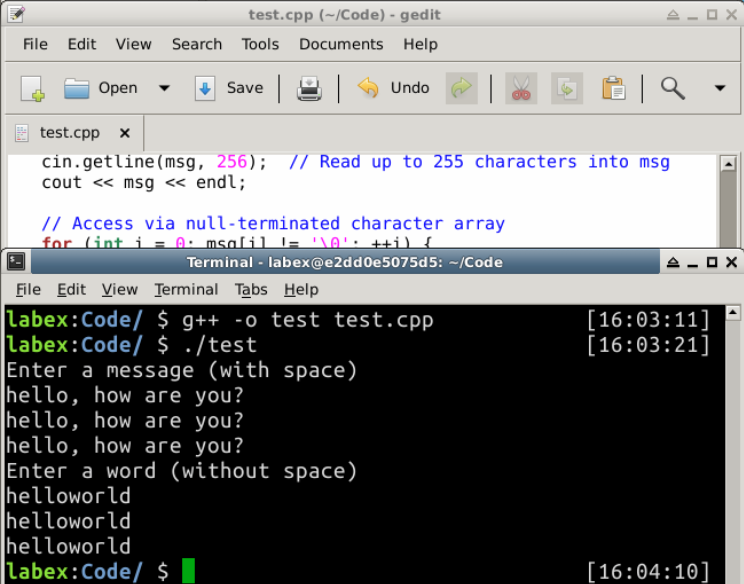 test.cpp (~/Code) - gedit
File Edit View Search Tools Documents Help
Open Save Undo
test.cpp x
cin.getline(msg, 256);  // Read up to 255 characters into msg
cout << msg << endl;
// Access via null-terminated character array
for (int i = 0; msg[i] != '\0'; ++i) {
Terminal - labex@e2dd0e5075d5: ~/Code
File Edit View Terminal Tabs Help
labex:Code/ $ g++ -o test test.cpp [16:03:11]
labex:Code/ $ ./test [16:03:21]
Enter a message (with space)
hello, how are you?
hello, how are you?
hello, how are you?
Enter a word (without space)
helloworld
helloworld
helloworld
labex:Code/ $ [16:04:10]